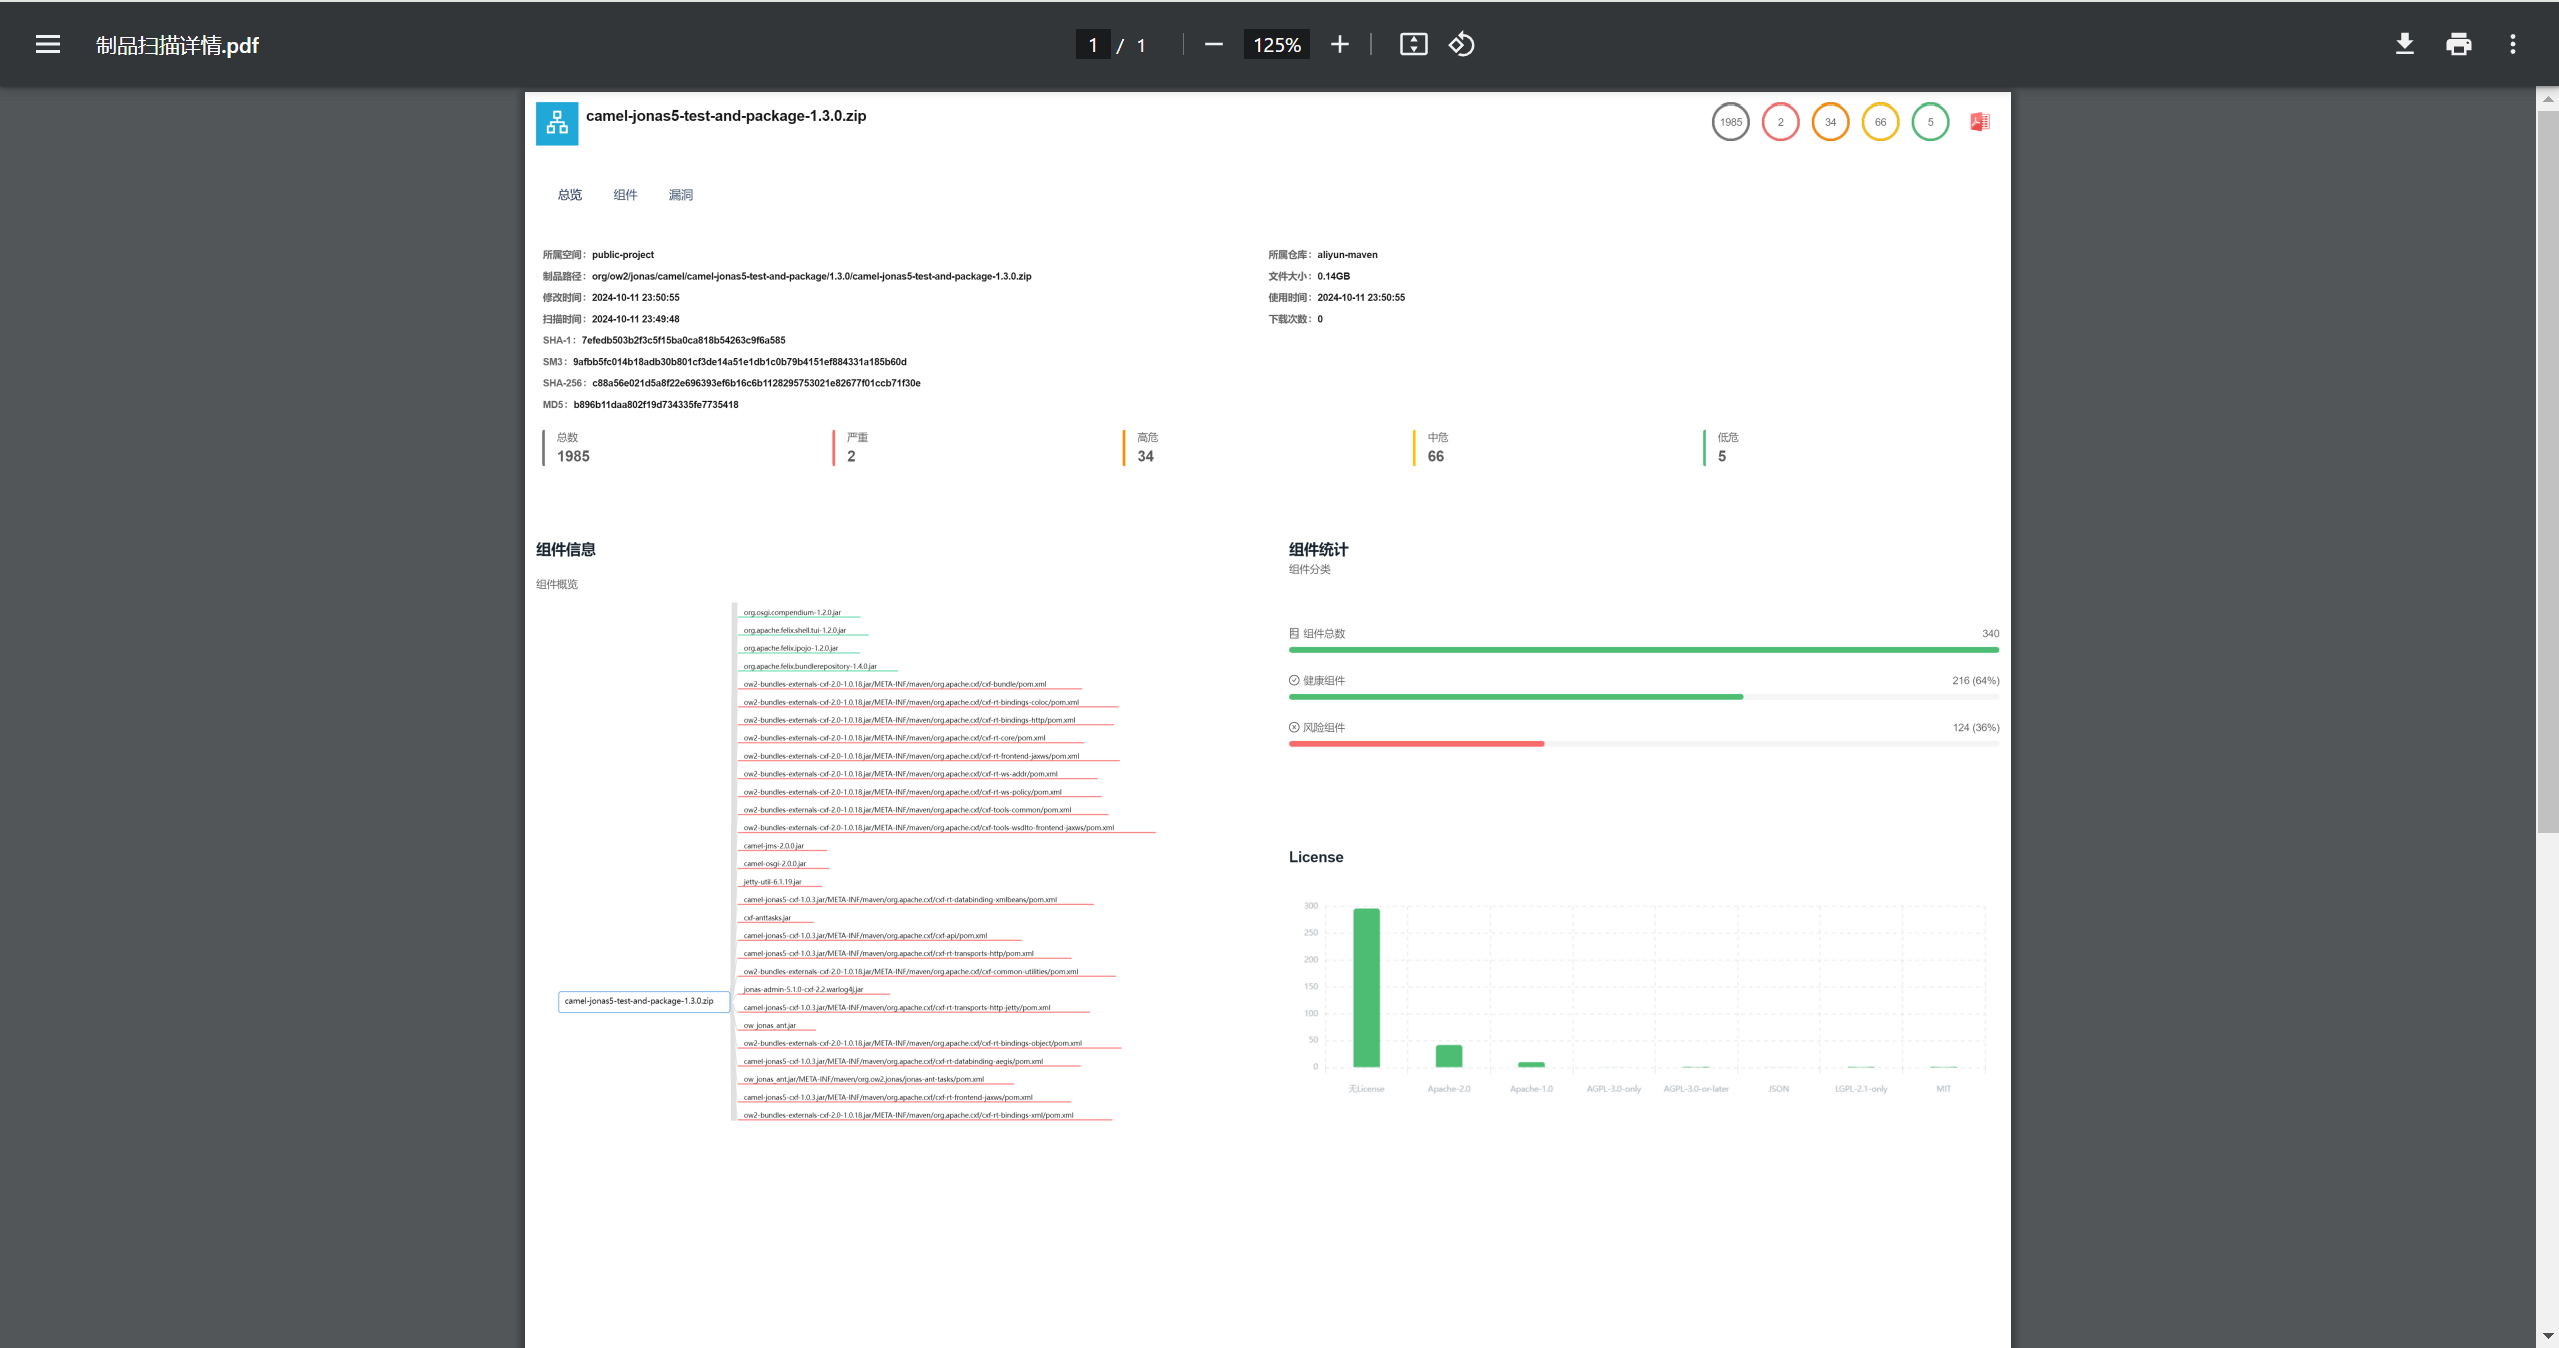 制品扫描详情.pdf
1 / 1
125%
camel-jonas5-test-and-package-1.3.0.zip
1985 2 34 66 5
总览 组件 漏洞
所属空间： public-project
所属仓库： aliyun-maven
制品路径： org/ow2/jonas/camel/camel-jonas5-test-and-package/1.3.0/camel-jonas5-test-and-package-1.3.0.zip
文件大小： 0.14GB
修改时间： 2024-10-11 23:50:55
使用时间： 2024-10-11 23:50:55
扫描时间： 2024-10-11 23:49:48
下载次数： 0
SHA-1： 7efedb503b2f3c5f15ba0ca818b54263c9f6a585
SM3： 9afbb5fc014b18adb30b801cf3de14a51e1db1c0b79b4151ef884331a185b60d
SHA-256： c88a56e021d5a8f22e696393ef6b16c6b1128295753021e82677f01ccb71f30e
MD5： b896b11daa802f19d734335fe7735418
总数 严重 高危 中危 低危
1985 2 34 66 5
组件信息
组件概览
camel-jonas5-test-and-package-1.3.0.zip
org.osgi.compendium-1.2.0.jar
org.apache.felix.shell.tui-1.2.0.jar
org.apache.felix.ipojo-1.2.0.jar
org.apache.felix.bundlerepository-1.4.0.jar
ow2-bundles-externals-cxf-2.0-1.0.18.jar/META-INF/maven/org.apache.cxf/cxf-bundle/pom.xml
ow2-bundles-externals-cxf-2.0-1.0.18.jar/META-INF/maven/org.apache.cxf/cxf-rt-bindings-coloc/pom.xml
ow2-bundles-externals-cxf-2.0-1.0.18.jar/META-INF/maven/org.apache.cxf/cxf-rt-bindings-http/pom.xml
ow2-bundles-externals-cxf-2.0-1.0.18.jar/META-INF/maven/org.apache.cxf/cxf-rt-core/pom.xml
ow2-bundles-externals-cxf-2.0-1.0.18.jar/META-INF/maven/org.apache.cxf/cxf-rt-frontend-jaxws/pom.xml
ow2-bundles-externals-cxf-2.0-1.0.18.jar/META-INF/maven/org.apache.cxf/cxf-rt-ws-addr/pom.xml
ow2-bundles-externals-cxf-2.0-1.0.18.jar/META-INF/maven/org.apache.cxf/cxf-rt-ws-policy/pom.xml
ow2-bundles-externals-cxf-2.0-1.0.18.jar/META-INF/maven/org.apache.cxf/cxf-tools-common/pom.xml
ow2-bundles-externals-cxf-2.0-1.0.18.jar/META-INF/maven/org.apache.cxf/cxf-tools-wsdlto-frontend-jaxws/pom.xml
camel-jms-2.0.0.jar
camel-osgi-2.0.0.jar
jetty-util-6.1.19.jar
camel-jonas5-cxf-1.0.3.jar/META-INF/maven/org.apache.cxf/cxf-rt-databinding-xmlbeans/pom.xml
cxf-anttasks.jar
camel-jonas5-cxf-1.0.3.jar/META-INF/maven/org.apache.cxf/cxf-api/pom.xml
camel-jonas5-cxf-1.0.3.jar/META-INF/maven/org.apache.cxf/cxf-rt-transports-http/pom.xml
ow2-bundles-externals-cxf-2.0-1.0.18.jar/META-INF/maven/org.apache.cxf/cxf-common-utilities/pom.xml
jonas-admin-5.1.0-cxf-2.2.warlog4j.jar
camel-jonas5-cxf-1.0.3.jar/META-INF/maven/org.apache.cxf/cxf-rt-transports-http-jetty/pom.xml
ow_jonas_ant.jar
ow2-bundles-externals-cxf-2.0-1.0.18.jar/META-INF/maven/org.apache.cxf/cxf-rt-bindings-object/pom.xml
camel-jonas5-cxf-1.0.3.jar/META-INF/maven/org.apache.cxf/cxf-rt-databinding-aegis/pom.xml
ow_jonas_ant.jar/META-INF/maven/org.ow2.jonas/jonas-ant-tasks/pom.xml
camel-jonas5-cxf-1.0.3.jar/META-INF/maven/org.apache.cxf/cxf-rt-frontend-jaxws/pom.xml
ow2-bundles-externals-cxf-2.0-1.0.18.jar/META-INF/maven/org.apache.cxf/cxf-rt-bindings-xml/pom.xml
组件统计
组件分类
组件总数 340
健康组件 216 (64%)
风险组件 124 (36%)
License
300
250
200
150
100
50
0
无License Apache-2.0 Apache-1.0 AGPL-3.0-only AGPL-3.0-or-later JSON LGPL-2.1-only MIT